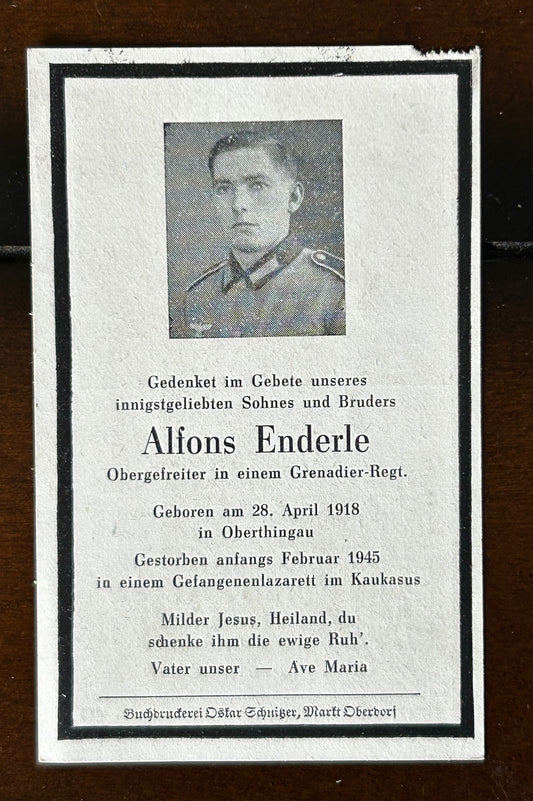 Gedenket im Gebete unseres
innigstgeliebten Sohnes und Bruders
Alfons Enderle
Obergefreiter in einem Grenadier-Regt.
Geboren am 28. April 1918
in Oberthingau
Gestorben anfangs Februar 1945
in einem Gefangenenlazarett im Kaukasus
Milder Jesus, Heiland, du
schenke ihm die ewige Ruh'.
Vater unser — Ave Maria
Buchdruckerei Oskar Schnitzer, Markt Oberdorf